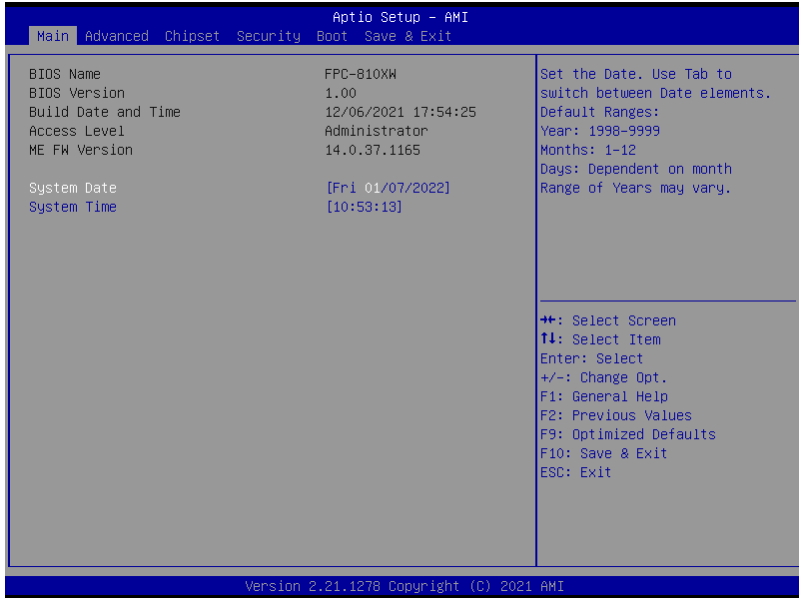 Aptio Setup – AMI
Main Advanced Chipset Security Boot Save & Exit
BIOS Name FPC-810XW
BIOS Version 1.00
Build Date and Time 12/06/2021 17:54:25
Access Level Administrator
ME FW Version 14.0.37.1165
System Date [Fri 01/07/2022]
System Time [10:53:13]
Set the Date. Use Tab to
switch between Date elements.
Default Ranges:
Year: 1998-9999
Months: 1-12
Days: Dependent on month
Range of Years may vary.
→←: Select Screen
↑↓: Select Item
Enter: Select
+/-: Change Opt.
F1: General Help
F2: Previous Values
F9: Optimized Defaults
F10: Save & Exit
ESC: Exit
Version 2.21.1278 Copyright (C) 2021 AMI